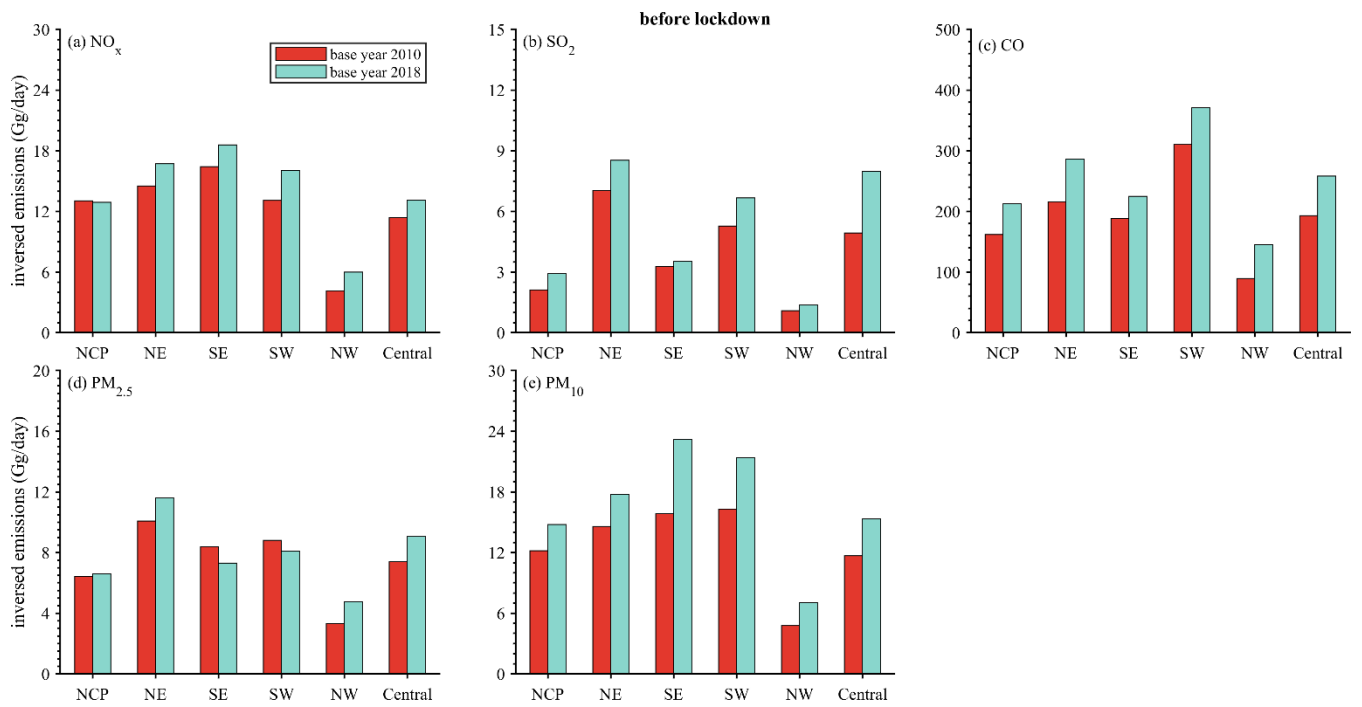 before lockdown
(a) NOx
base year 2010
base year 2018
inversed emissions (Gg/day)
30
24
18
12
6
0
NCP NE SE SW NW Central
(b) SO2
15
12
9
6
3
0
NCP NE SE SW NW Central
(c) CO
500
400
300
200
100
0
NCP NE SE SW NW Central
(d) PM2.5
inversed emissions (Gg/day)
20
16
12
8
4
0
NCP NE SE SW NW Central
(e) PM10
30
24
18
12
6
0
NCP NE SE SW NW Central